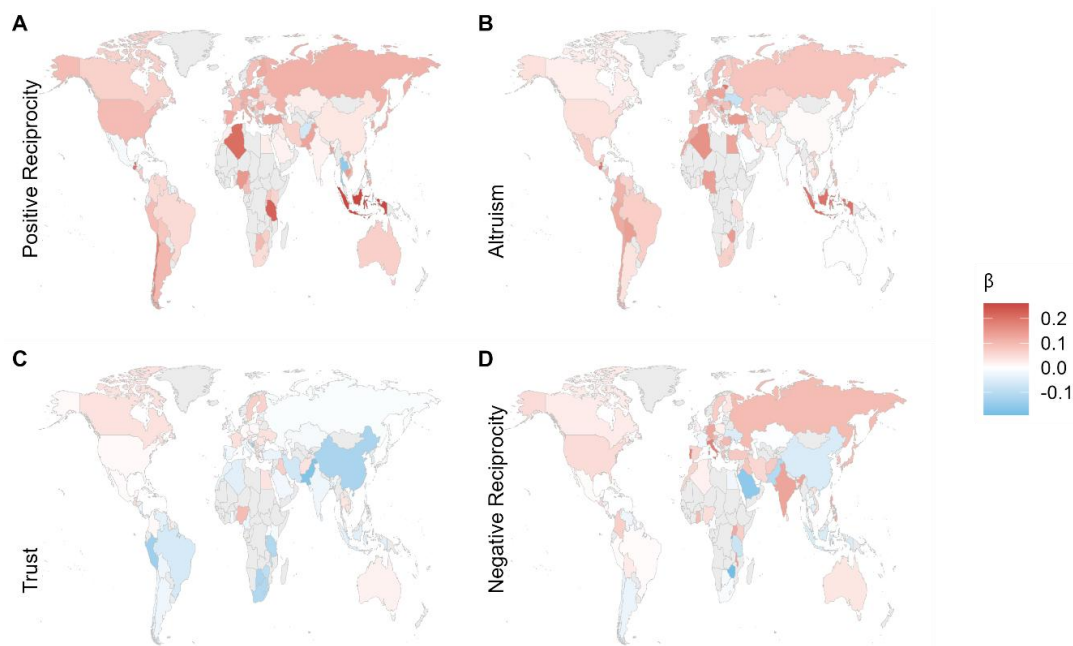 A
Positive Reciprocity
B
Altruism
C
Trust
D
Negative Reciprocity
β
0.2
0.1
0.0
-0.1